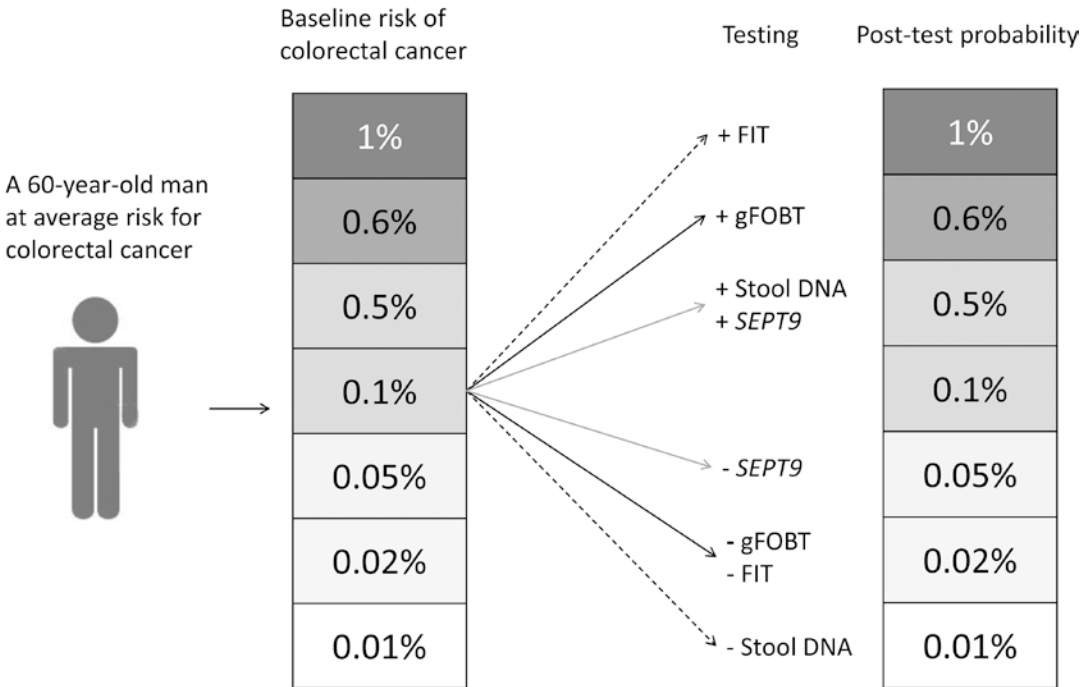 Baseline risk of
colorectal cancer
Testing
Post-test probability
A 60-year-old man
at average risk for
colorectal cancer
1%
0.6%
0.5%
0.1%
0.05%
0.02%
0.01%
+ FIT
+ gFOBT
+ Stool DNA
+ SEPT9
- SEPT9
- gFOBT
- FIT
- Stool DNA
1%
0.6%
0.5%
0.1%
0.05%
0.02%
0.01%